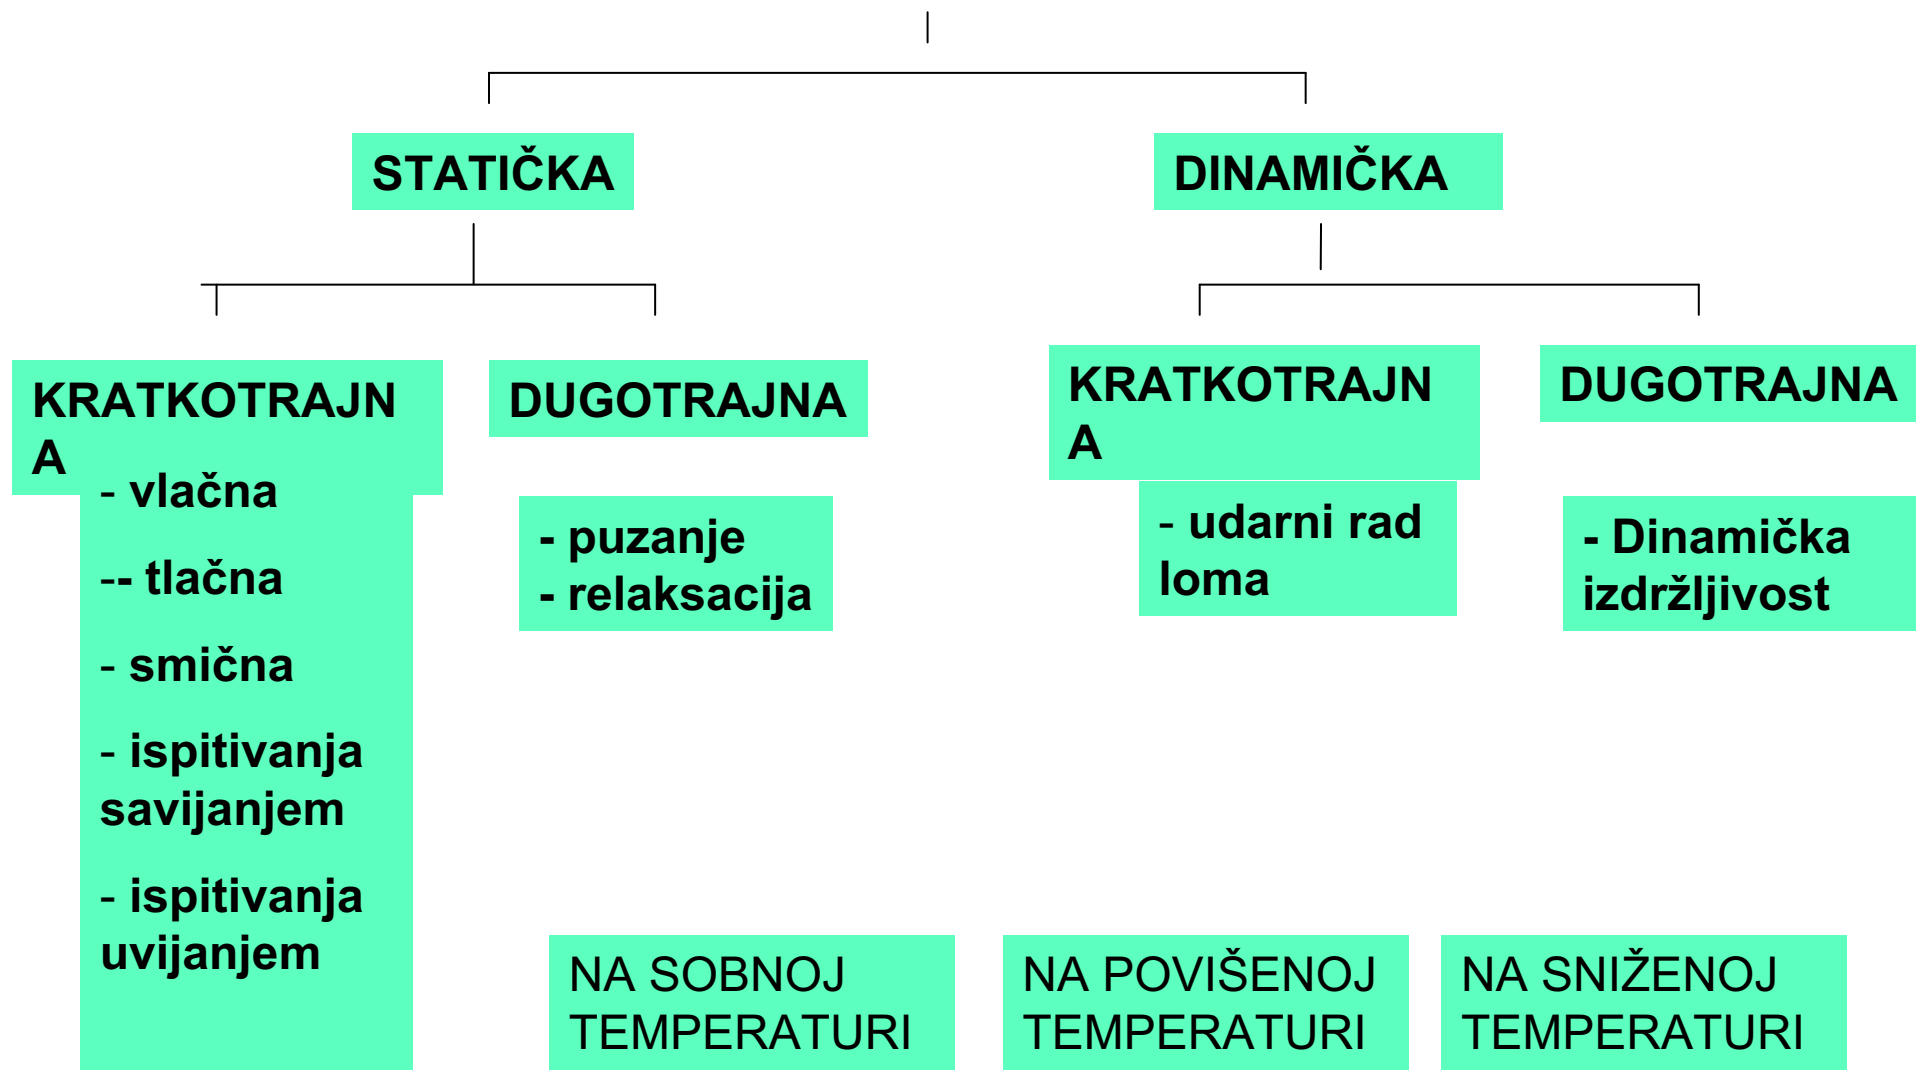 STATIČKA
DINAMIČKA
KRATKOTRAJN
A
- vlačna
-- tlačna
- smična
- ispitivanja
savijanjem
- ispitivanja
uvijanjem
DUGOTRAJNA
- puzanje
- relaksacija
KRATKOTRAJN
A
- udarni rad
loma
DUGOTRAJNA
- Dinamička
izdržljivost
NA SOBNOJ
TEMPERATURI
NA POVIŠENOJ
TEMPERATURI
NA SNIŽENOJ
TEMPERATURI